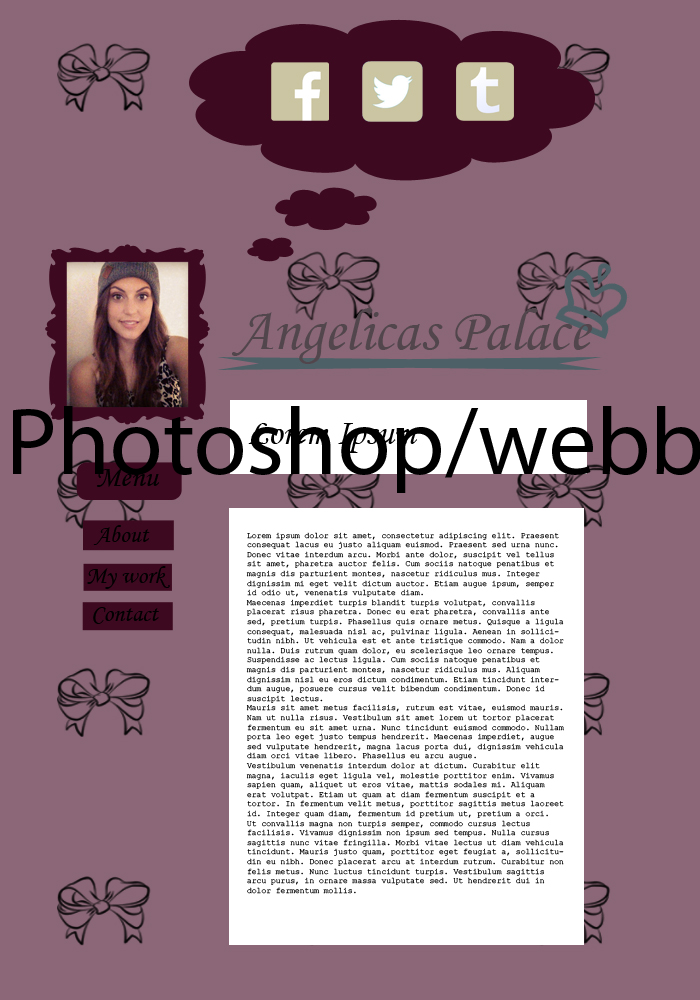 f
t
Angelicas Palace
Lorem Ipsum
Photoshop/webb
Menu
About
My work
Contact
Lorem ipsum dolor sit amet, consectetur adipiscing elit. Praesent
consequat lacus eu justo aliquam euismod. Praesent sed urna nunc.
Donec vitae interdum arcu. Morbi ante dolor, suscipit vel tellus
sit amet, pharetra auctor felis. Cum sociis natoque penatibus et
magnis dis parturient montes, nascetur ridiculus mus. Integer
dignissim mi eget velit dictum auctor. Etiam augue ipsum, semper
id odio ut, venenatis vulputate diam.
Maecenas imperdiet turpis blandit turpis volutpat, convallis
placerat risus pharetra. Donec eu erat pharetra, convallis ante
sed, pretium turpis. Phasellus quis ornare metus. Quisque a ligula
consequat, malesuada nisl ac, pulvinar ligula. Aenean in sollici-
tudin nibh. Ut vehicula est et ante tristique commodo. Nam a dolor
nulla. Duis rutrum quam dolor, eu scelerisque leo ornare tempus.
Suspendisse ac lectus ligula. Cum sociis natoque penatibus et
magnis dis parturient montes, nascetur ridiculus mus. Aliquam
dignissim nisl eu eros dictum condimentum. Etiam tincidunt inter-
dum augue, posuere cursus velit bibendum condimentum. Donec id
suscipit lectus.
Mauris sit amet metus facilisis, rutrum est vitae, euismod mauris.
Nam ut nulla risus. Vestibulum sit amet lorem ut tortor placerat
fermentum eu sit amet urna. Nunc tincidunt euismod commodo. Nullam
porta leo eget justo tempus hendrerit. Maecenas imperdiet, augue
sed vulputate hendrerit, magna lacus porta dui, dignissim vehicula
diam orci vitae libero. Phasellus eu arcu augue.
Vestibulum venenatis interdum dolor at dictum. Curabitur elit
magna, iaculis eget ligula vel, molestie porttitor enim. Vivamus
sapien quam, aliquet ut eros vitae, mattis sodales mi. Aliquam
erat volutpat. Etiam ut quam at diam fermentum suscipit et a
tortor. In fermentum velit metus, porttitor sagittis metus laoreet
id. Integer quam diam, fermentum id pretium ut, pretium a orci.
Ut convallis magna non turpis semper, commodo cursus lectus
facilisis. Vivamus dignissim non ipsum sed tempus. Nulla cursus
sagittis nunc vitae fringilla. Morbi vitae lectus ut diam vehicula
tincidunt. Mauris justo quam, porttitor eget feugiat a, sollicitu-
din eu nibh. Donec placerat arcu at interdum rutrum. Curabitur non
felis metus. Nunc luctus tincidunt turpis. Vestibulum sagittis
arcu purus, in ornare massa vulputate sed. Ut hendrerit dui in
dolor fermentum mollis.